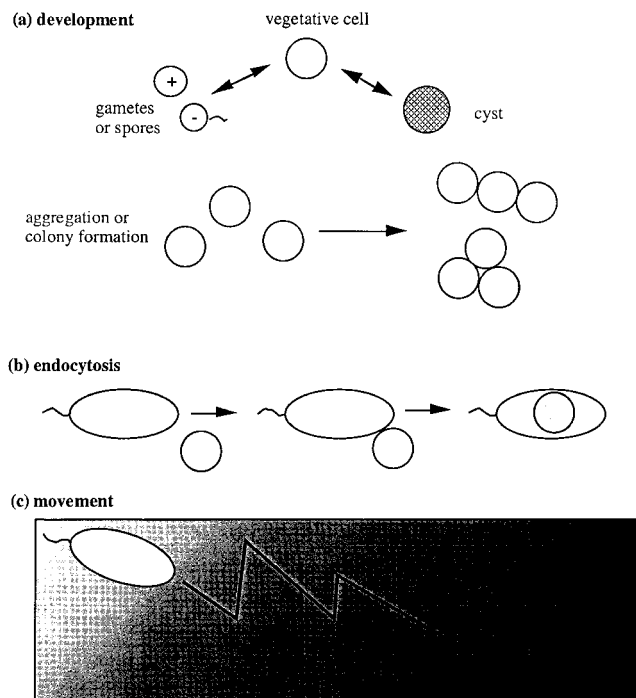 (a) development
vegetative cell
+
-
gametes
or spores
cyst
aggregation or
colony formation
(b) endocytosis
(c) movement